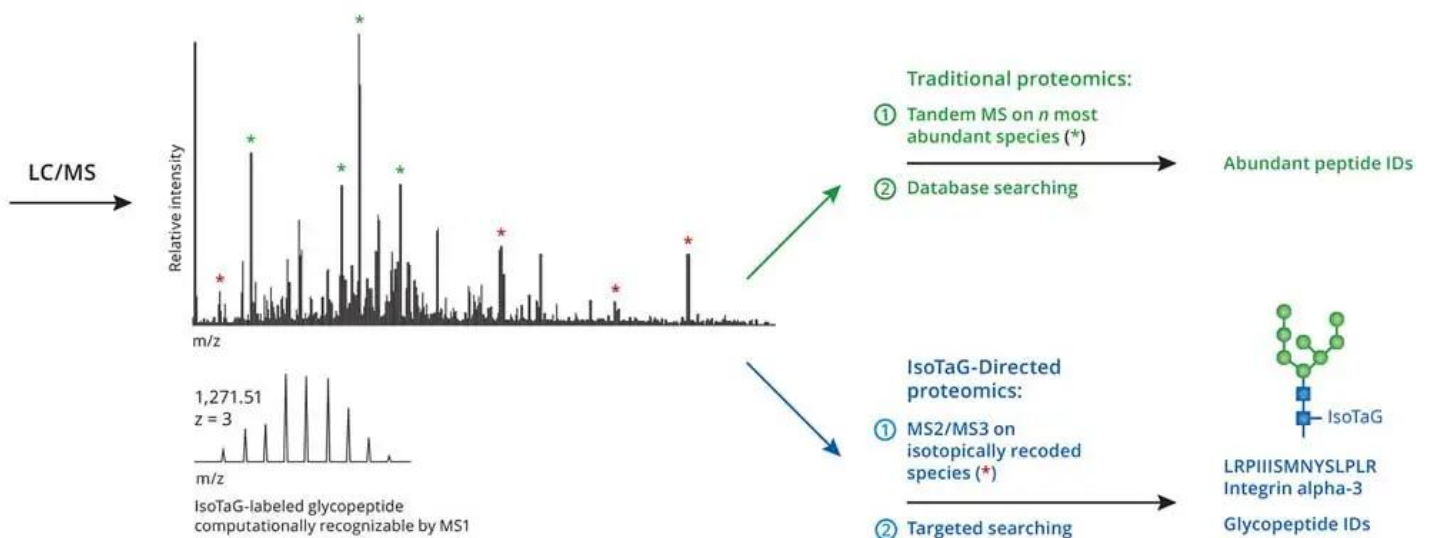 LC/MS
Relative intensity
*
*
*
*
*
*
*
*
m/z
1,271.51
z = 3
m/z
IsoTaG-labeled glycopeptide
computationally recognizable by MS1
Traditional proteomics:
① Tandem MS on n most
abundant species (*)
② Database searching
Abundant peptide IDs
IsoTaG-Directed
proteomics:
① MS2/MS3 on
isotopically recoded
species (*)
② Targeted searching
IsoTaG
LRPIIISMNYSLPLR
Integrin alpha-3
Glycopeptide IDs